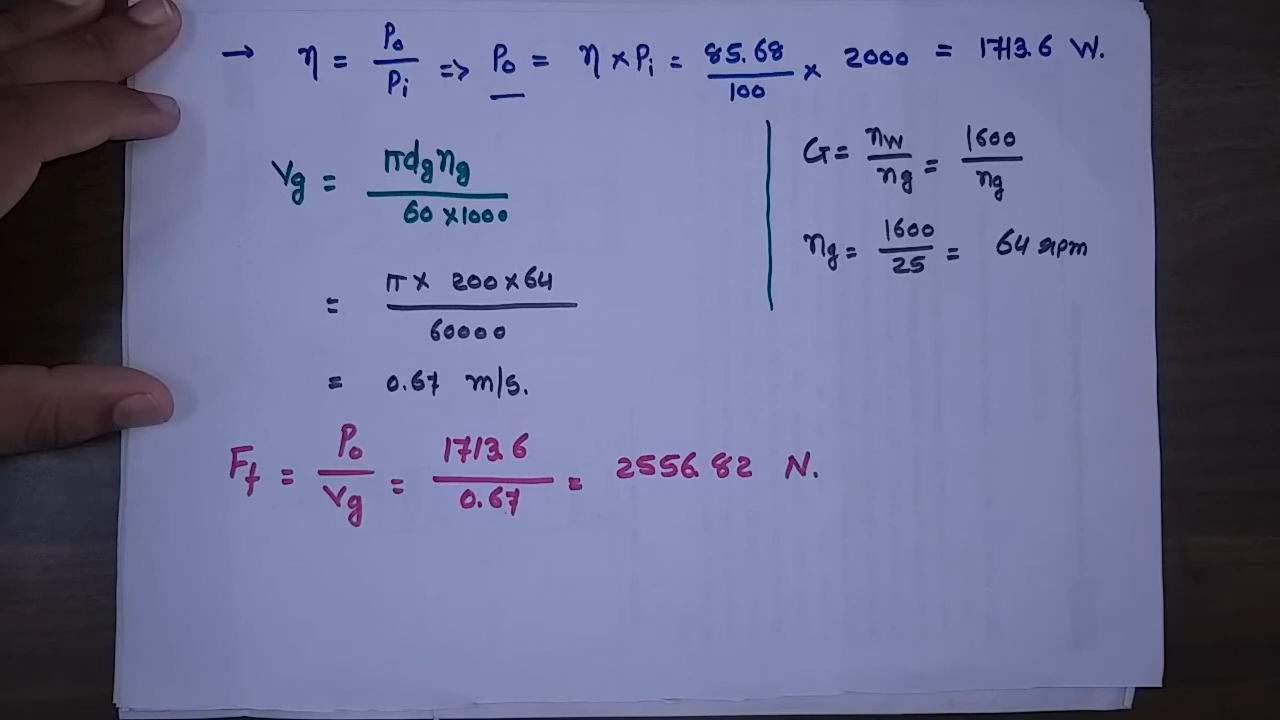 → η = Po/Pi => Po = η × Pi = 85.68/100 × 2000 = 1713.6 W.
Vg = πdgng/60×1000
= π × 200×64/60000
= 0.67 m/s.
G = nw/ng = 1600/ng
ng = 1600/25 = 64 rpm
Ft = Po/Vg = 1713.6/0.67 = 2556.82 N.